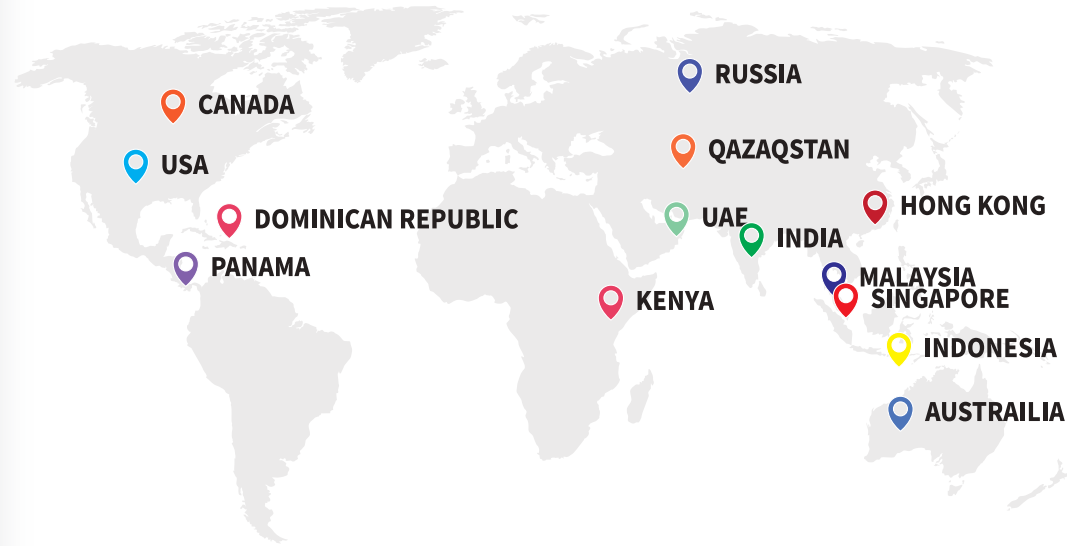 RUSSIA
CANADA
QAZAQSTAN
USA
HONG KONG
DOMINICAN REPUBLIC
UAE
INDIA
PANAMA
MALAYSIA
SINGAPORE
KENYA
INDONESIA
AUSTRAILIA